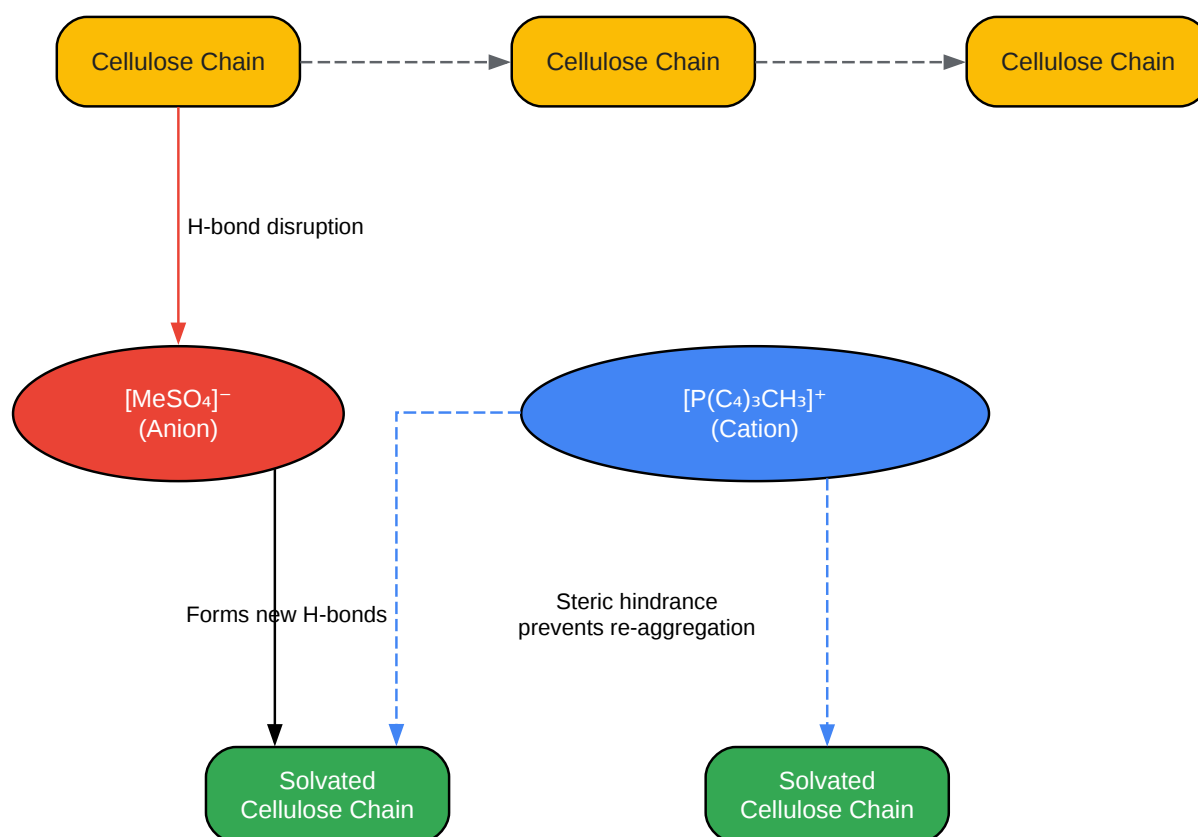 Cellulose Chain
Cellulose Chain
Cellulose Chain
H-bond disruption
[MeSO₄]⁻
(Anion)
[P(C₄)₃CH₃]⁺
(Cation)
Forms new H-bonds
Steric hindrance
prevents re-aggregation
Solvated
Cellulose Chain
Solvated
Cellulose Chain